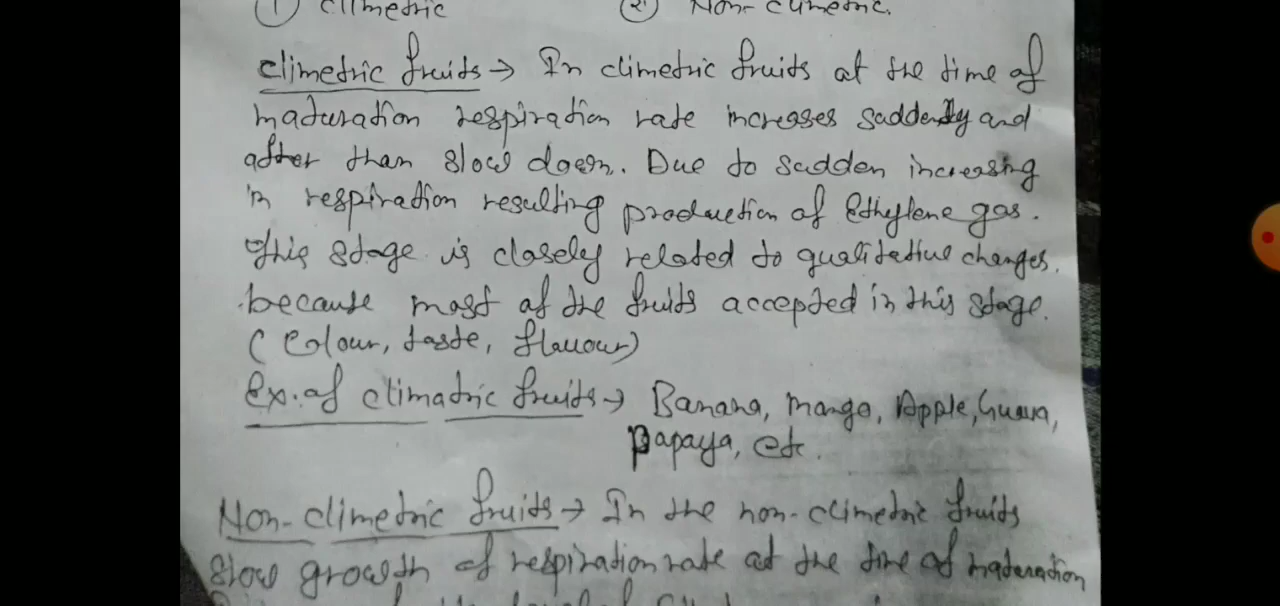 ① climetric ② Non-climetric.
climetric fruits → In climetric fruits at the time of
maturation respiration rate increases suddenly and
after than slow down. Due to sudden increasing
in respiration resulting production of Ethylene gas.
This stage is closely related to qualitative changes.
because most of the fruits accepted in this stage.
(Colour, taste, flavour)
Ex. of climatric fruits → Banana, mango, Apple, Guava,
Papaya, etc.
Non-climetric fruits → In the non-climetric fruits
slow growth of respiration rate at the time of maturation